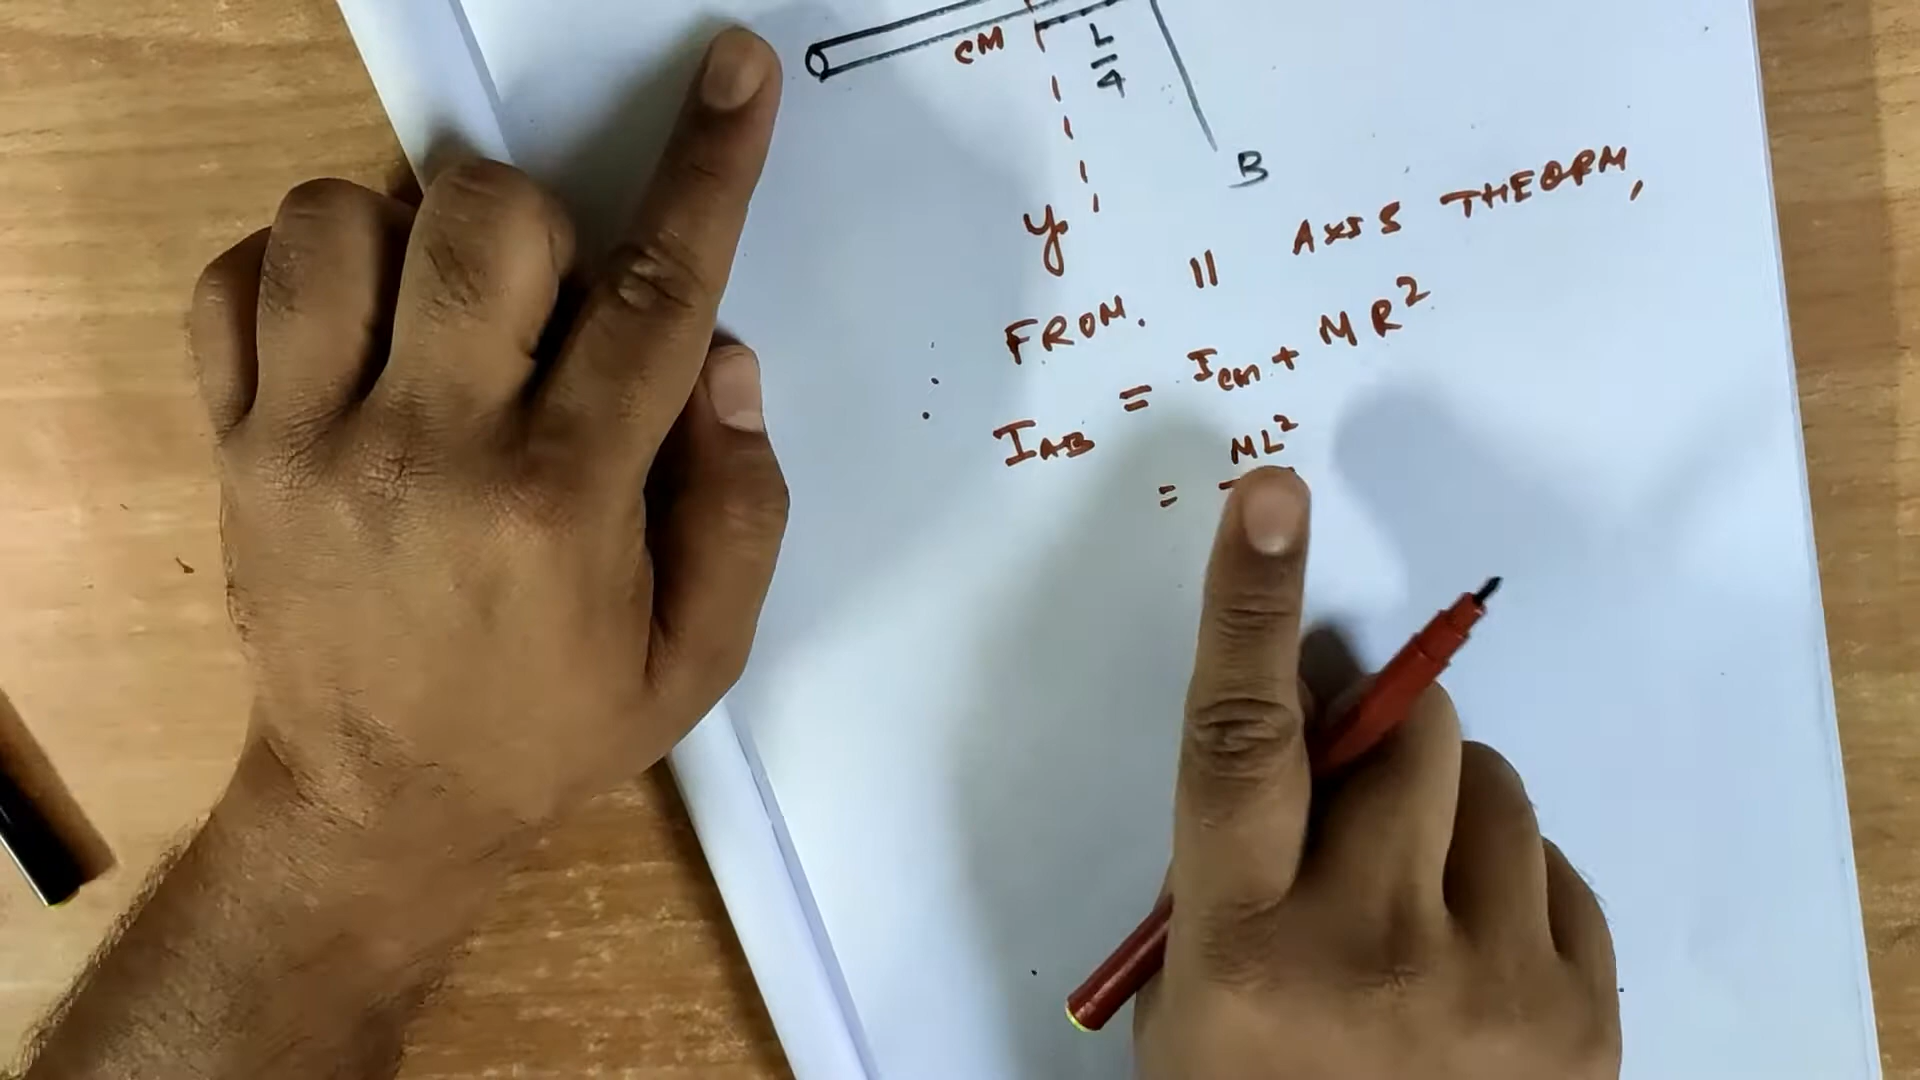 CM
L
4
B
y
FROM. || AXIS THEORM,
I_AB = I_cm + MR²
= ML²